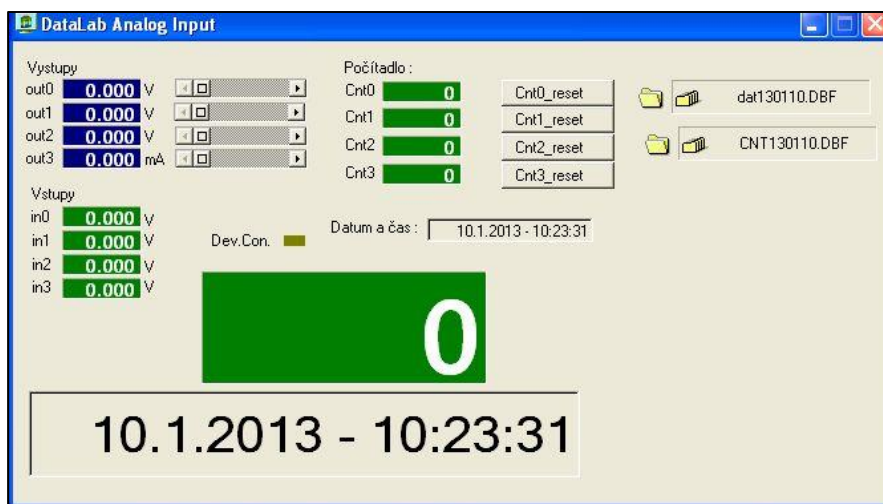 DataLab Analog Input
Vystupy
out0 0.000 V
out1 0.000 V
out2 0.000 V
out3 0.000 mA
Počítadlo :
Cnt0 0 Cnt0_reset
Cnt1 0 Cnt1_reset
Cnt2 0 Cnt2_reset
Cnt3 0 Cnt3_reset
dat130110.DBF
CNT130110.DBF
Vstupy
in0 0.000 V
in1 0.000 V
in2 0.000 V
in3 0.000 V
Dev.Con.
Datum a čas : 10.1.2013 - 10:23:31
0
10.1.2013 - 10:23:31